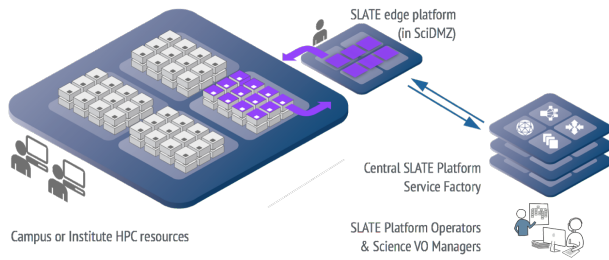 SLATE edge platform
(in SciDMZ)
Central SLATE Platform
Service Factory
Campus or Institute HPC resources
SLATE Platform Operators
& Science VO Managers